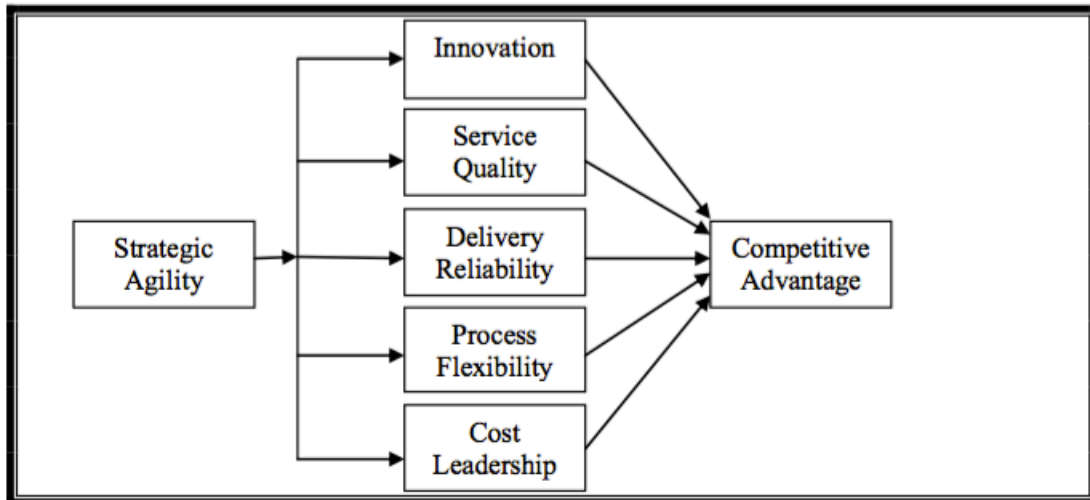 Innovation
Service
Quality
Strategic
Agility
Delivery
Reliability
Competitive
Advantage
Process
Flexibility
Cost
Leadership